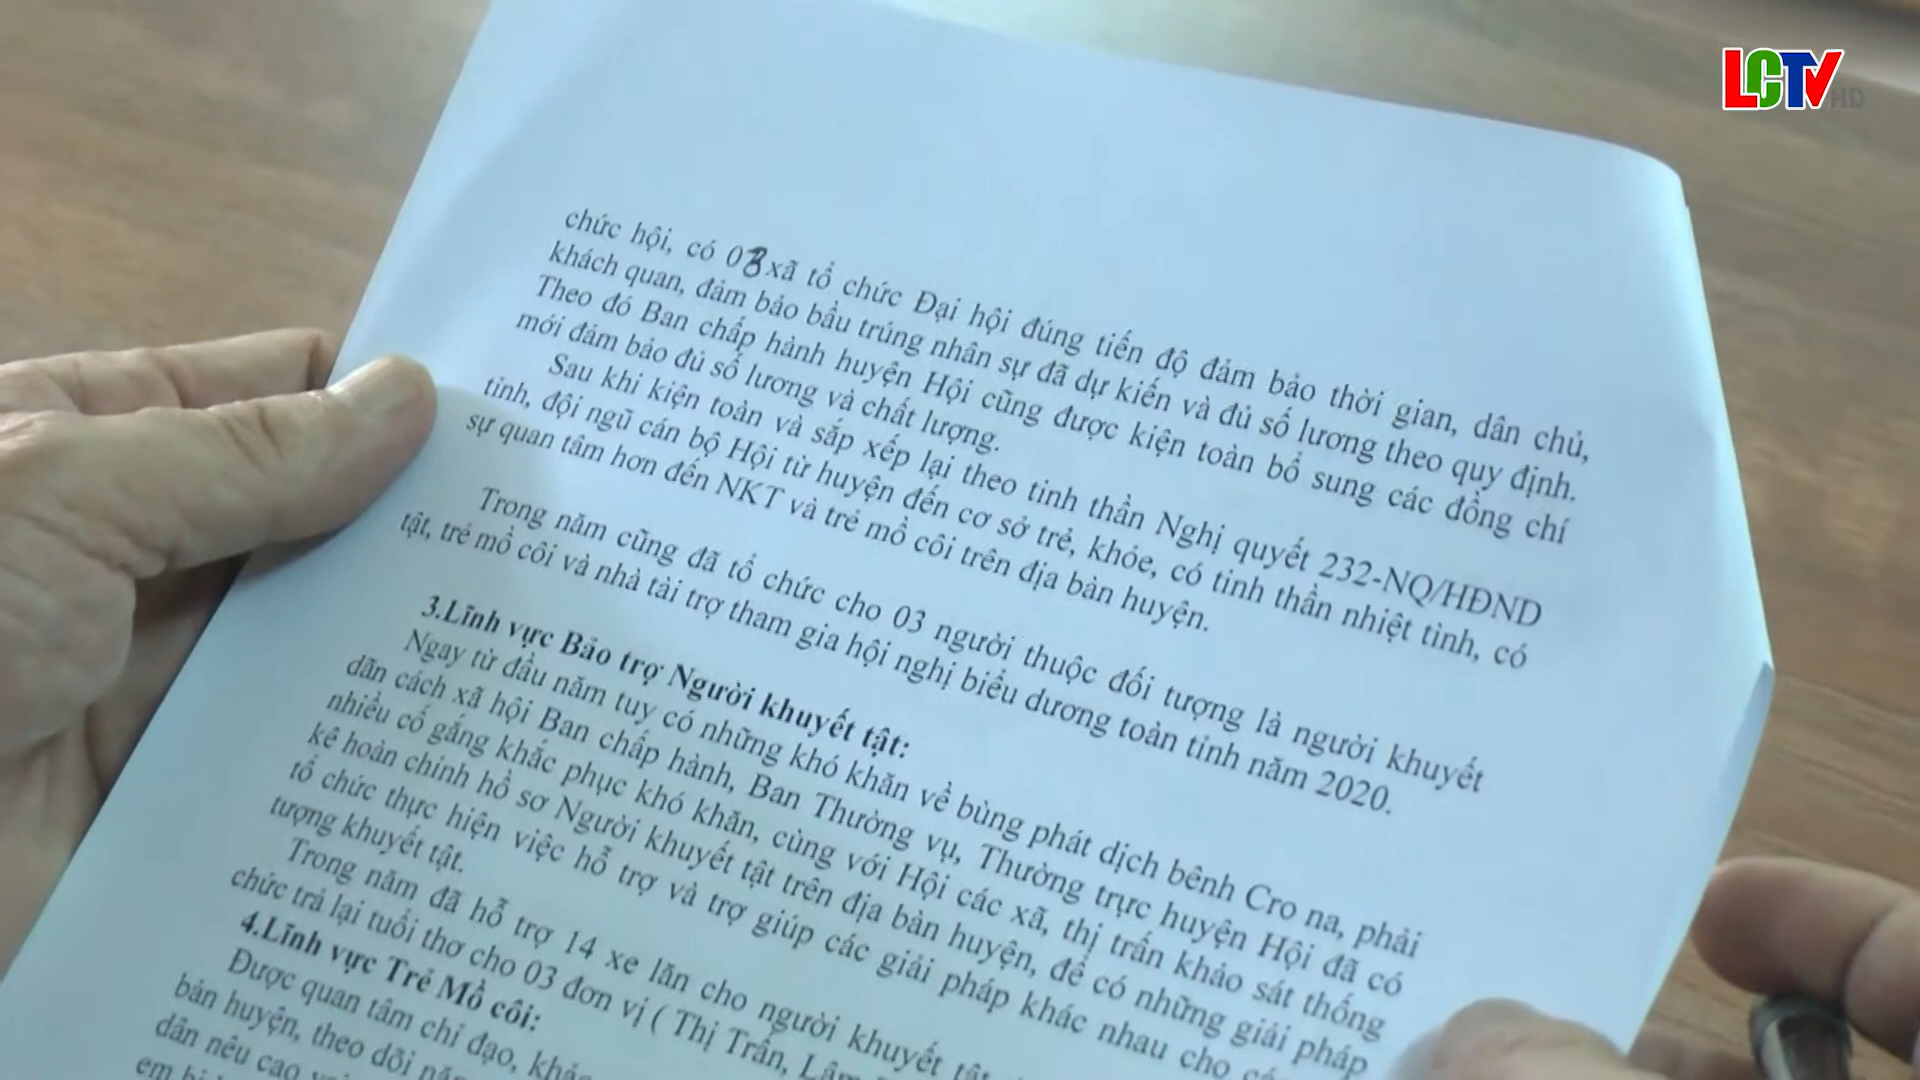 LCTV HD
chức hội, có 03 xã tổ chức Đại hội đúng tiến độ đảm bảo thời gian, dân chủ,
khách quan, đảm bảo bầu trúng nhân sự đã dự kiến và đủ số lương theo quy định.
Theo đó Ban chấp hành huyện Hội cũng được kiện toàn bổ sung các đồng chí
mới đảm bảo đủ số lương và chất lượng.
Sau khi kiện toàn và sắp xếp lại theo tinh thần Nghị quyết 232-NQ/HĐND
tỉnh, đội ngũ cán bộ Hội từ huyện đến cơ sở trẻ, khỏe, có tinh thần nhiệt tình, có
sự quan tâm hơn đến NKT và trẻ mồ côi trên địa bàn huyện.
Trong năm cũng đã tổ chức cho 03 người thuộc đối tượng là người khuyết
tật, trẻ mồ côi và nhà tài trợ tham gia hội nghị biểu dương toàn tỉnh năm 2020.
3.Lĩnh vực Bảo trợ Người khuyết tật:
Ngay từ đầu năm tuy có những khó khăn về bùng phát dịch bênh Cro na, phải
dãn cách xã hội Ban chấp hành, Ban Thường vụ, Thường trực huyện Hội đã có
nhiều cố gắng khắc phục khó khăn, cùng với Hội các xã, thị trấn khảo sát thống
kê hoàn chỉnh hồ sơ Người khuyết tật trên địa bàn huyện, để có những giải pháp
tổ chức thực hiện việc hỗ trợ và trợ giúp các giải pháp khác nhau cho
tượng khuyết tật.
Trong năm đã hỗ trợ 14 xe lăn cho người khuyết tật
chức trả lại tuổi thơ cho 03 đơn vị ( Thị Trấn, Lâm
4.Lĩnh vực Trẻ Mồ côi:
Được quan tâm chỉ đạo,
bản huyện, theo dõi
dân nêu cao
em bị